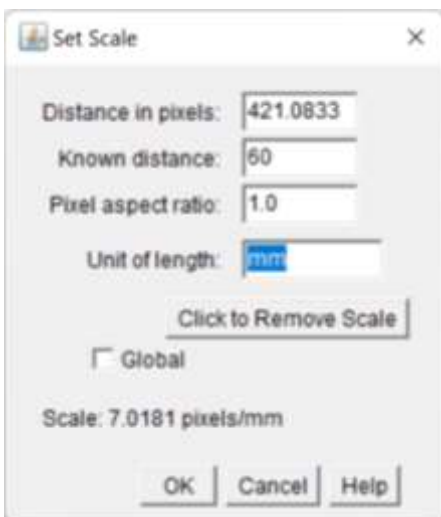 Set Scale
Distance in pixels: 421.0833
Known distance: 60
Pixel aspect ratio: 1.0
Unit of length: mm
Click to Remove Scale
Global
Scale: 7.0181 pixels/mm
OK Cancel Help